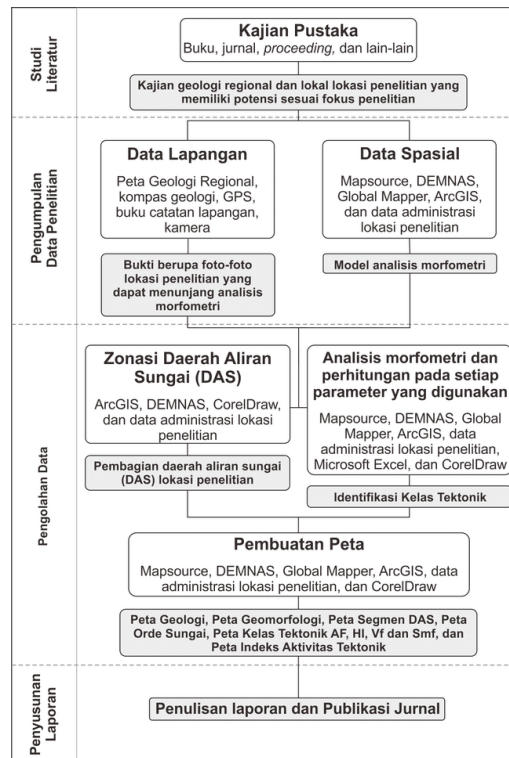 Studi
Literatur
Kajian Pustaka
Buku, jurnal, proceeding, dan lain-lain
Kajian geologi regional dan lokal lokasi penelitian yang
memiliki potensi sesuai fokus penelitian
Pengumpulan
Data Penelitian
Data Lapangan
Peta Geologi Regional,
kompas geologi, GPS,
buku catatan lapangan,
kamera
Bukti berupa foto-foto
lokasi penelitian yang
dapat menunjang analisis
morfometri
Data Spasial
Mapsource, DEMNAS,
Global Mapper, ArcGIS,
dan data administrasi
lokasi penelitian
Model analisis morfometri
Pengolahan Data
Zonasi Daerah Aliran
Sungai (DAS)
ArcGIS, DEMNAS, CorelDraw,
dan data administrasi lokasi
penelitian
Pembagian daerah aliran sungai
(DAS) lokasi penelitian
Analisis morfometri dan
perhitungan pada setiap
parameter yang digunakan
Mapsource, DEMNAS, Global
Mapper, ArcGIS, data
administrasi lokasi penelitian,
Microsoft Excel, dan CorelDraw
Identifikasi Kelas Tektonik
Pembuatan Peta
Mapsource, DEMNAS, Global Mapper, ArcGIS, data
administrasi lokasi penelitian, dan CorelDraw
Peta Geologi, Peta Geomorfologi, Peta Segmen DAS, Peta
Orde Sungai, Peta Kelas Tektonik AF, HI, Vf dan Smf, dan
Peta Indeks Aktivitas Tektonik
Penyusunan
Laporan
Penulisan laporan dan Publikasi Jurnal